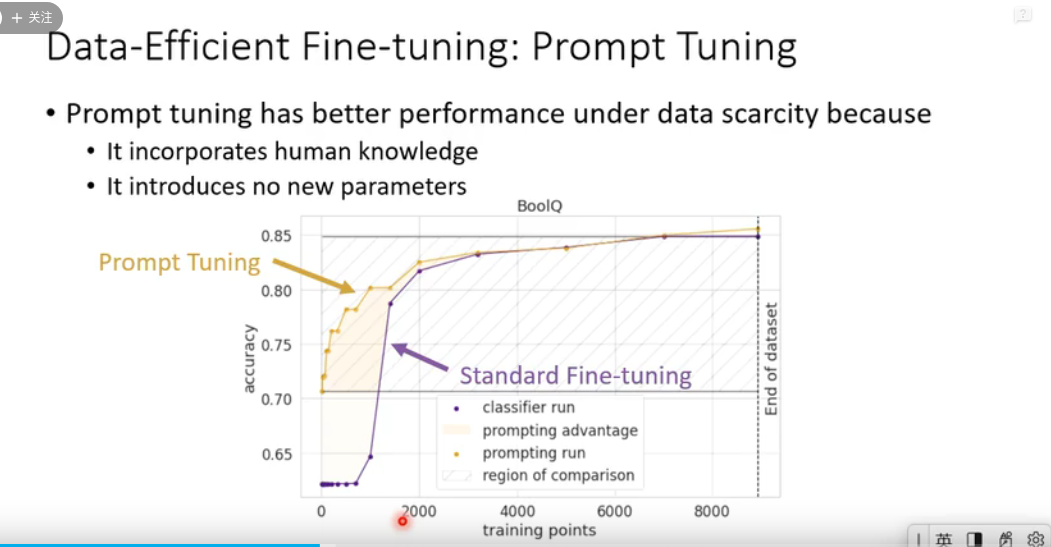 + 关注
?
Data-Efficient Fine-tuning: Prompt Tuning
• Prompt tuning has better performance under data scarcity because
• It incorporates human knowledge
• It introduces no new parameters
BoolQ
0.85
0.80
0.75
0.70
0.65
accuracy
Prompt Tuning
Standard Fine-tuning
classifier run
prompting advantage
prompting run
region of comparison
End of dataset
0 2000 4000 6000 8000
training points
英